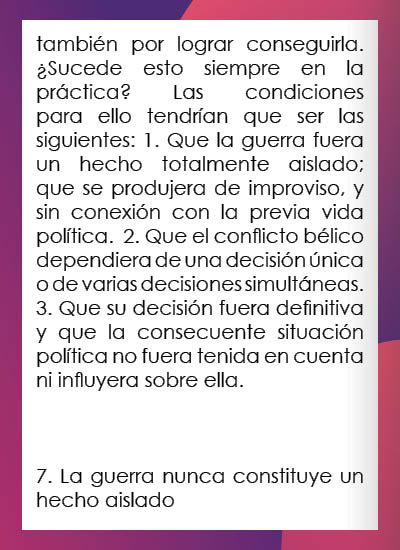 también por lograr conseguirla.
¿Sucede esto siempre en la
práctica? Las condiciones
para ello tendrían que ser las
siguientes: 1. Que la guerra fuera
un hecho totalmente aislado;
que se produjera de improviso, y
sin conexión con la previa vida
política. 2. Que el conflicto bélico
dependiera de una decisión única
o de varias decisiones simultáneas.
3. Que su decisión fuera definitiva
y que la consecuente situación
política no fuera tenida en cuenta
ni influyera sobre ella.
7. La guerra nunca constituye un
hecho aislado